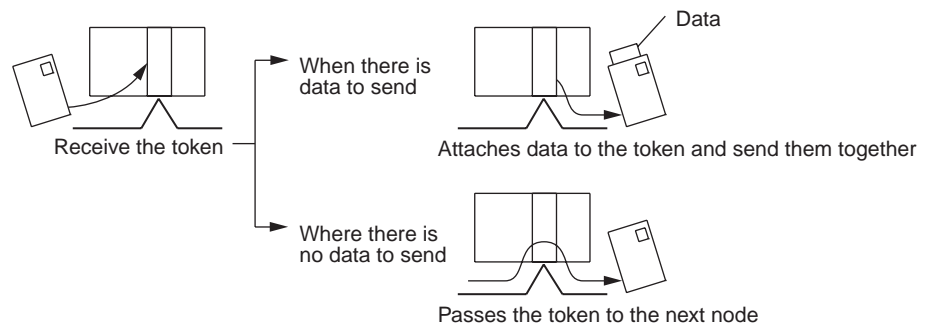 Data
When there is
data to send
Receive the token
Attaches data to the token and send them together
Where there is
no data to send
Passes the token to the next node